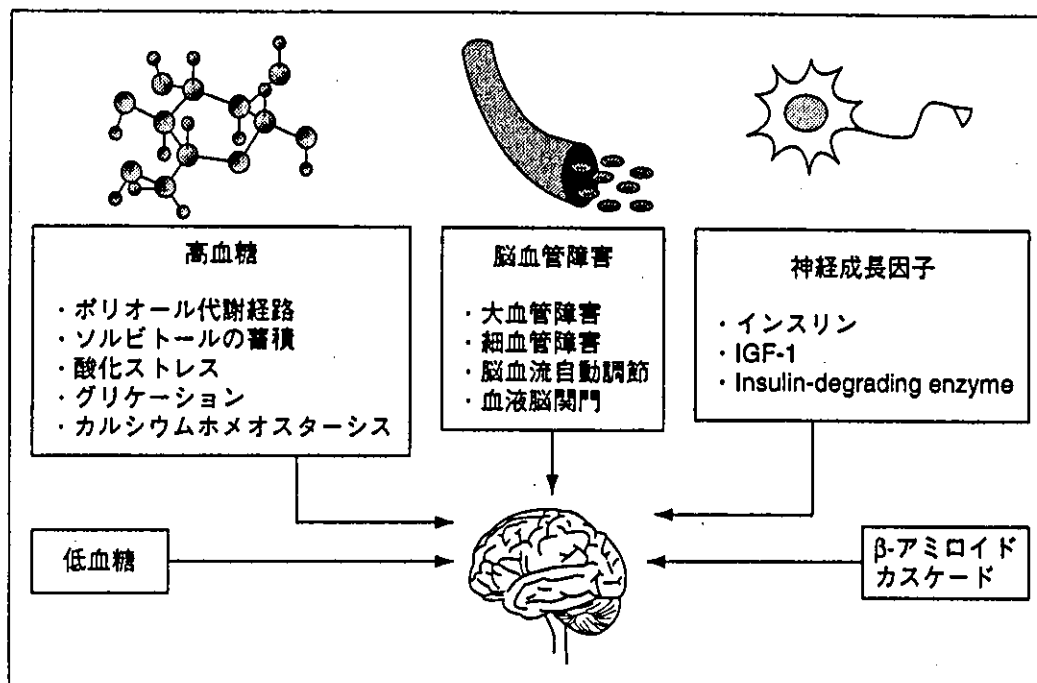 高血糖
・ポリオール代謝経路
・ソルビトールの蓄積
・酸化ストレス
・グリケーション
・カルシウムホメオスターシス
脳血管障害
・大血管障害
・細血管障害
・脳血流自動調節
・血液脳関門
神経成長因子
・インスリン
・IGF-1
・Insulin-degrading enzyme
低血糖
β-アミロイド
カスケード